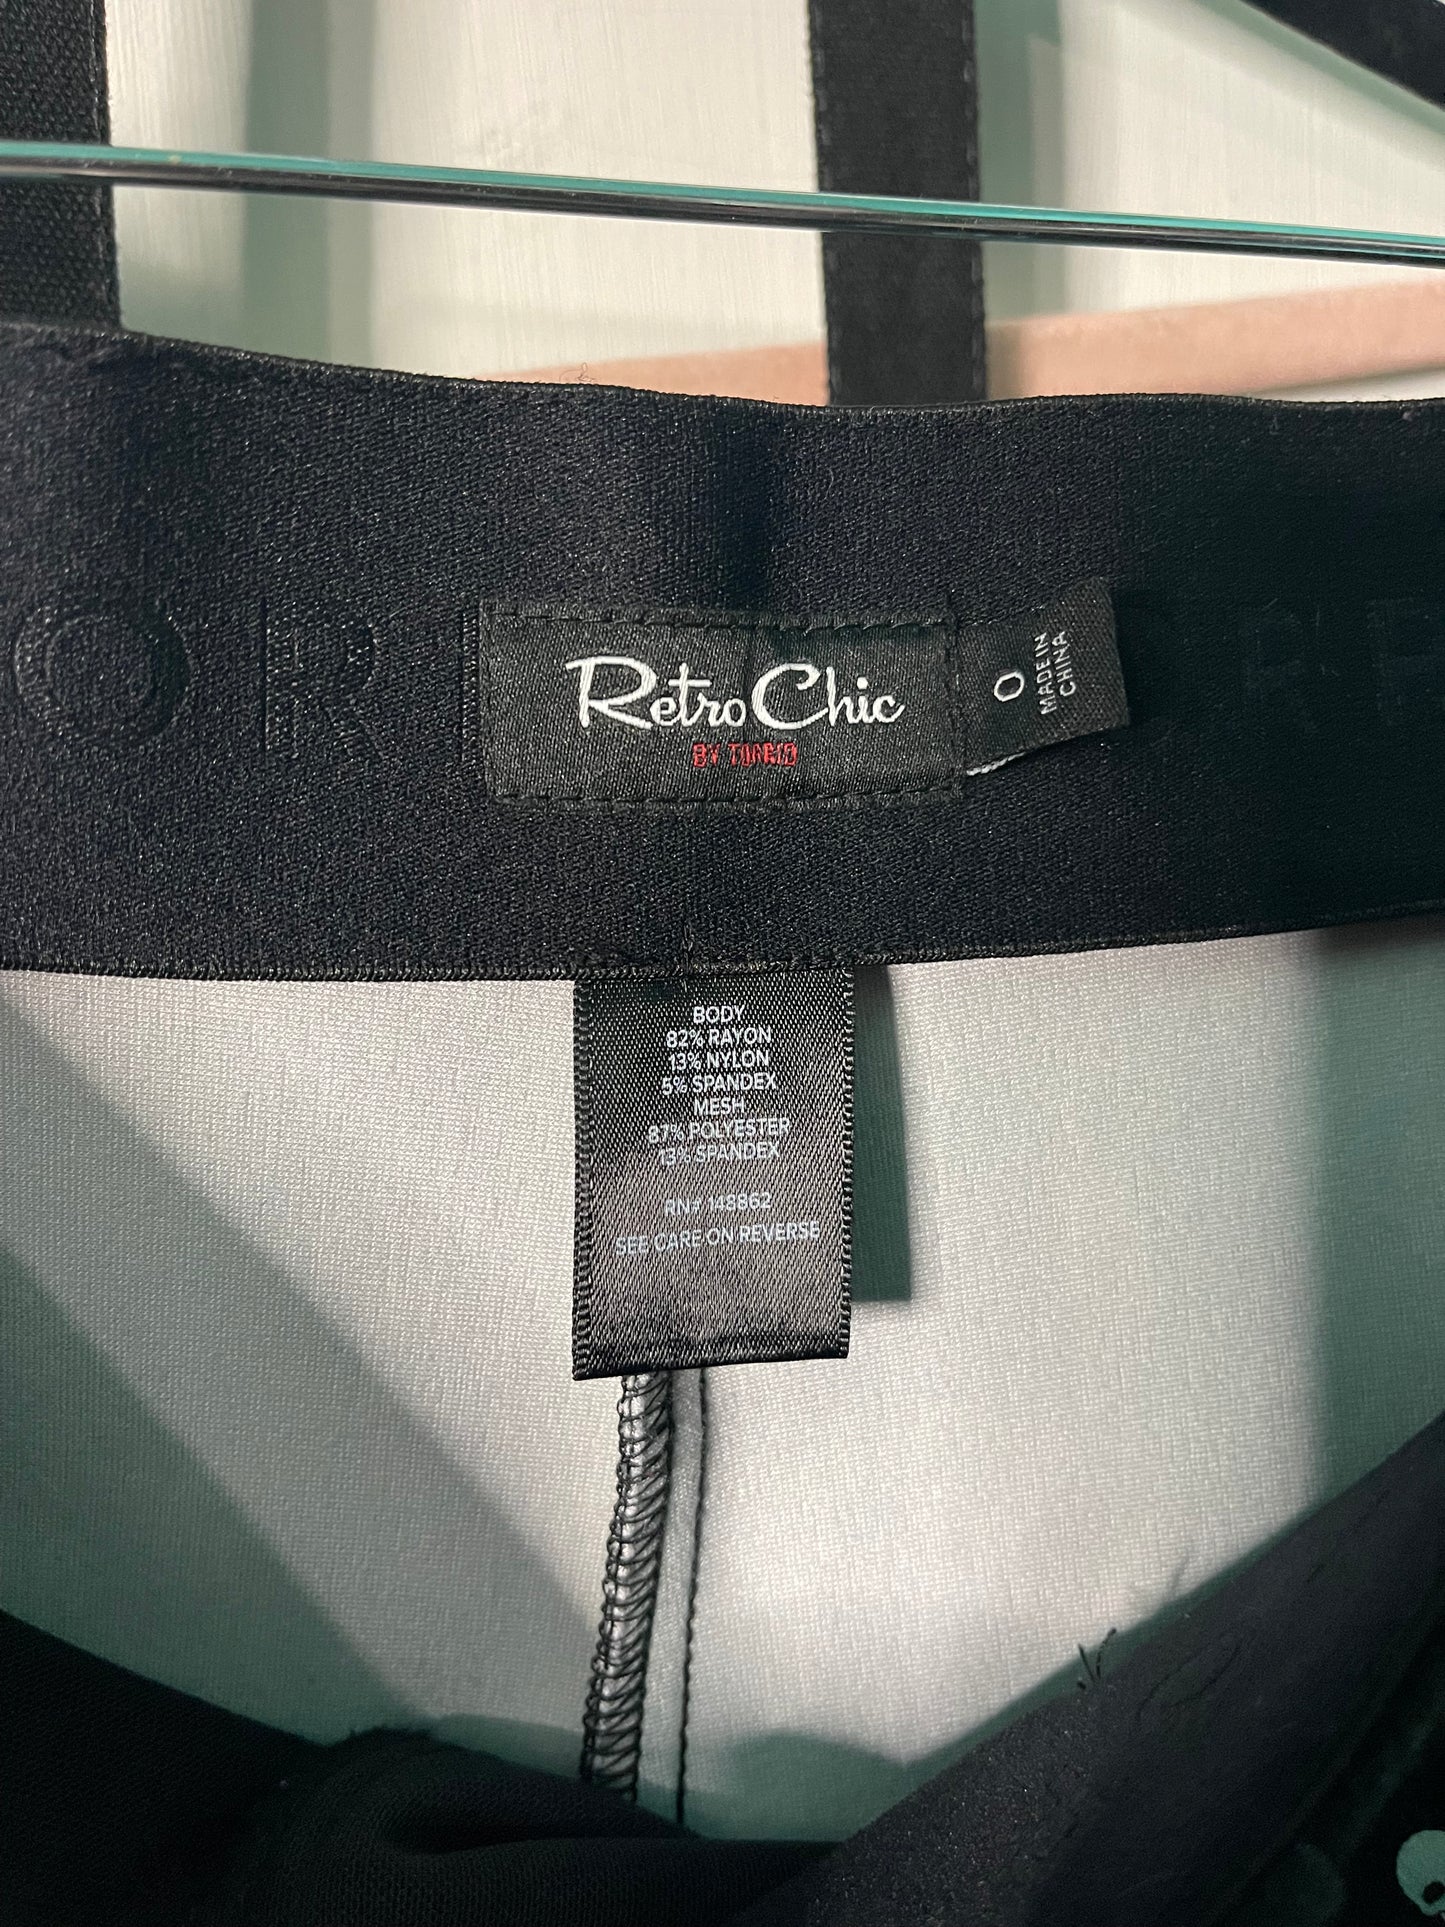 Retro Chic
BY TORRID
0
MADE IN
CHINA
BODY
82% RAYON
13% NYLON
5% SPANDEX
MESH
87% POLYESTER
13% SPANDEX
RN# 148862
SEE CARE ON REVERSE